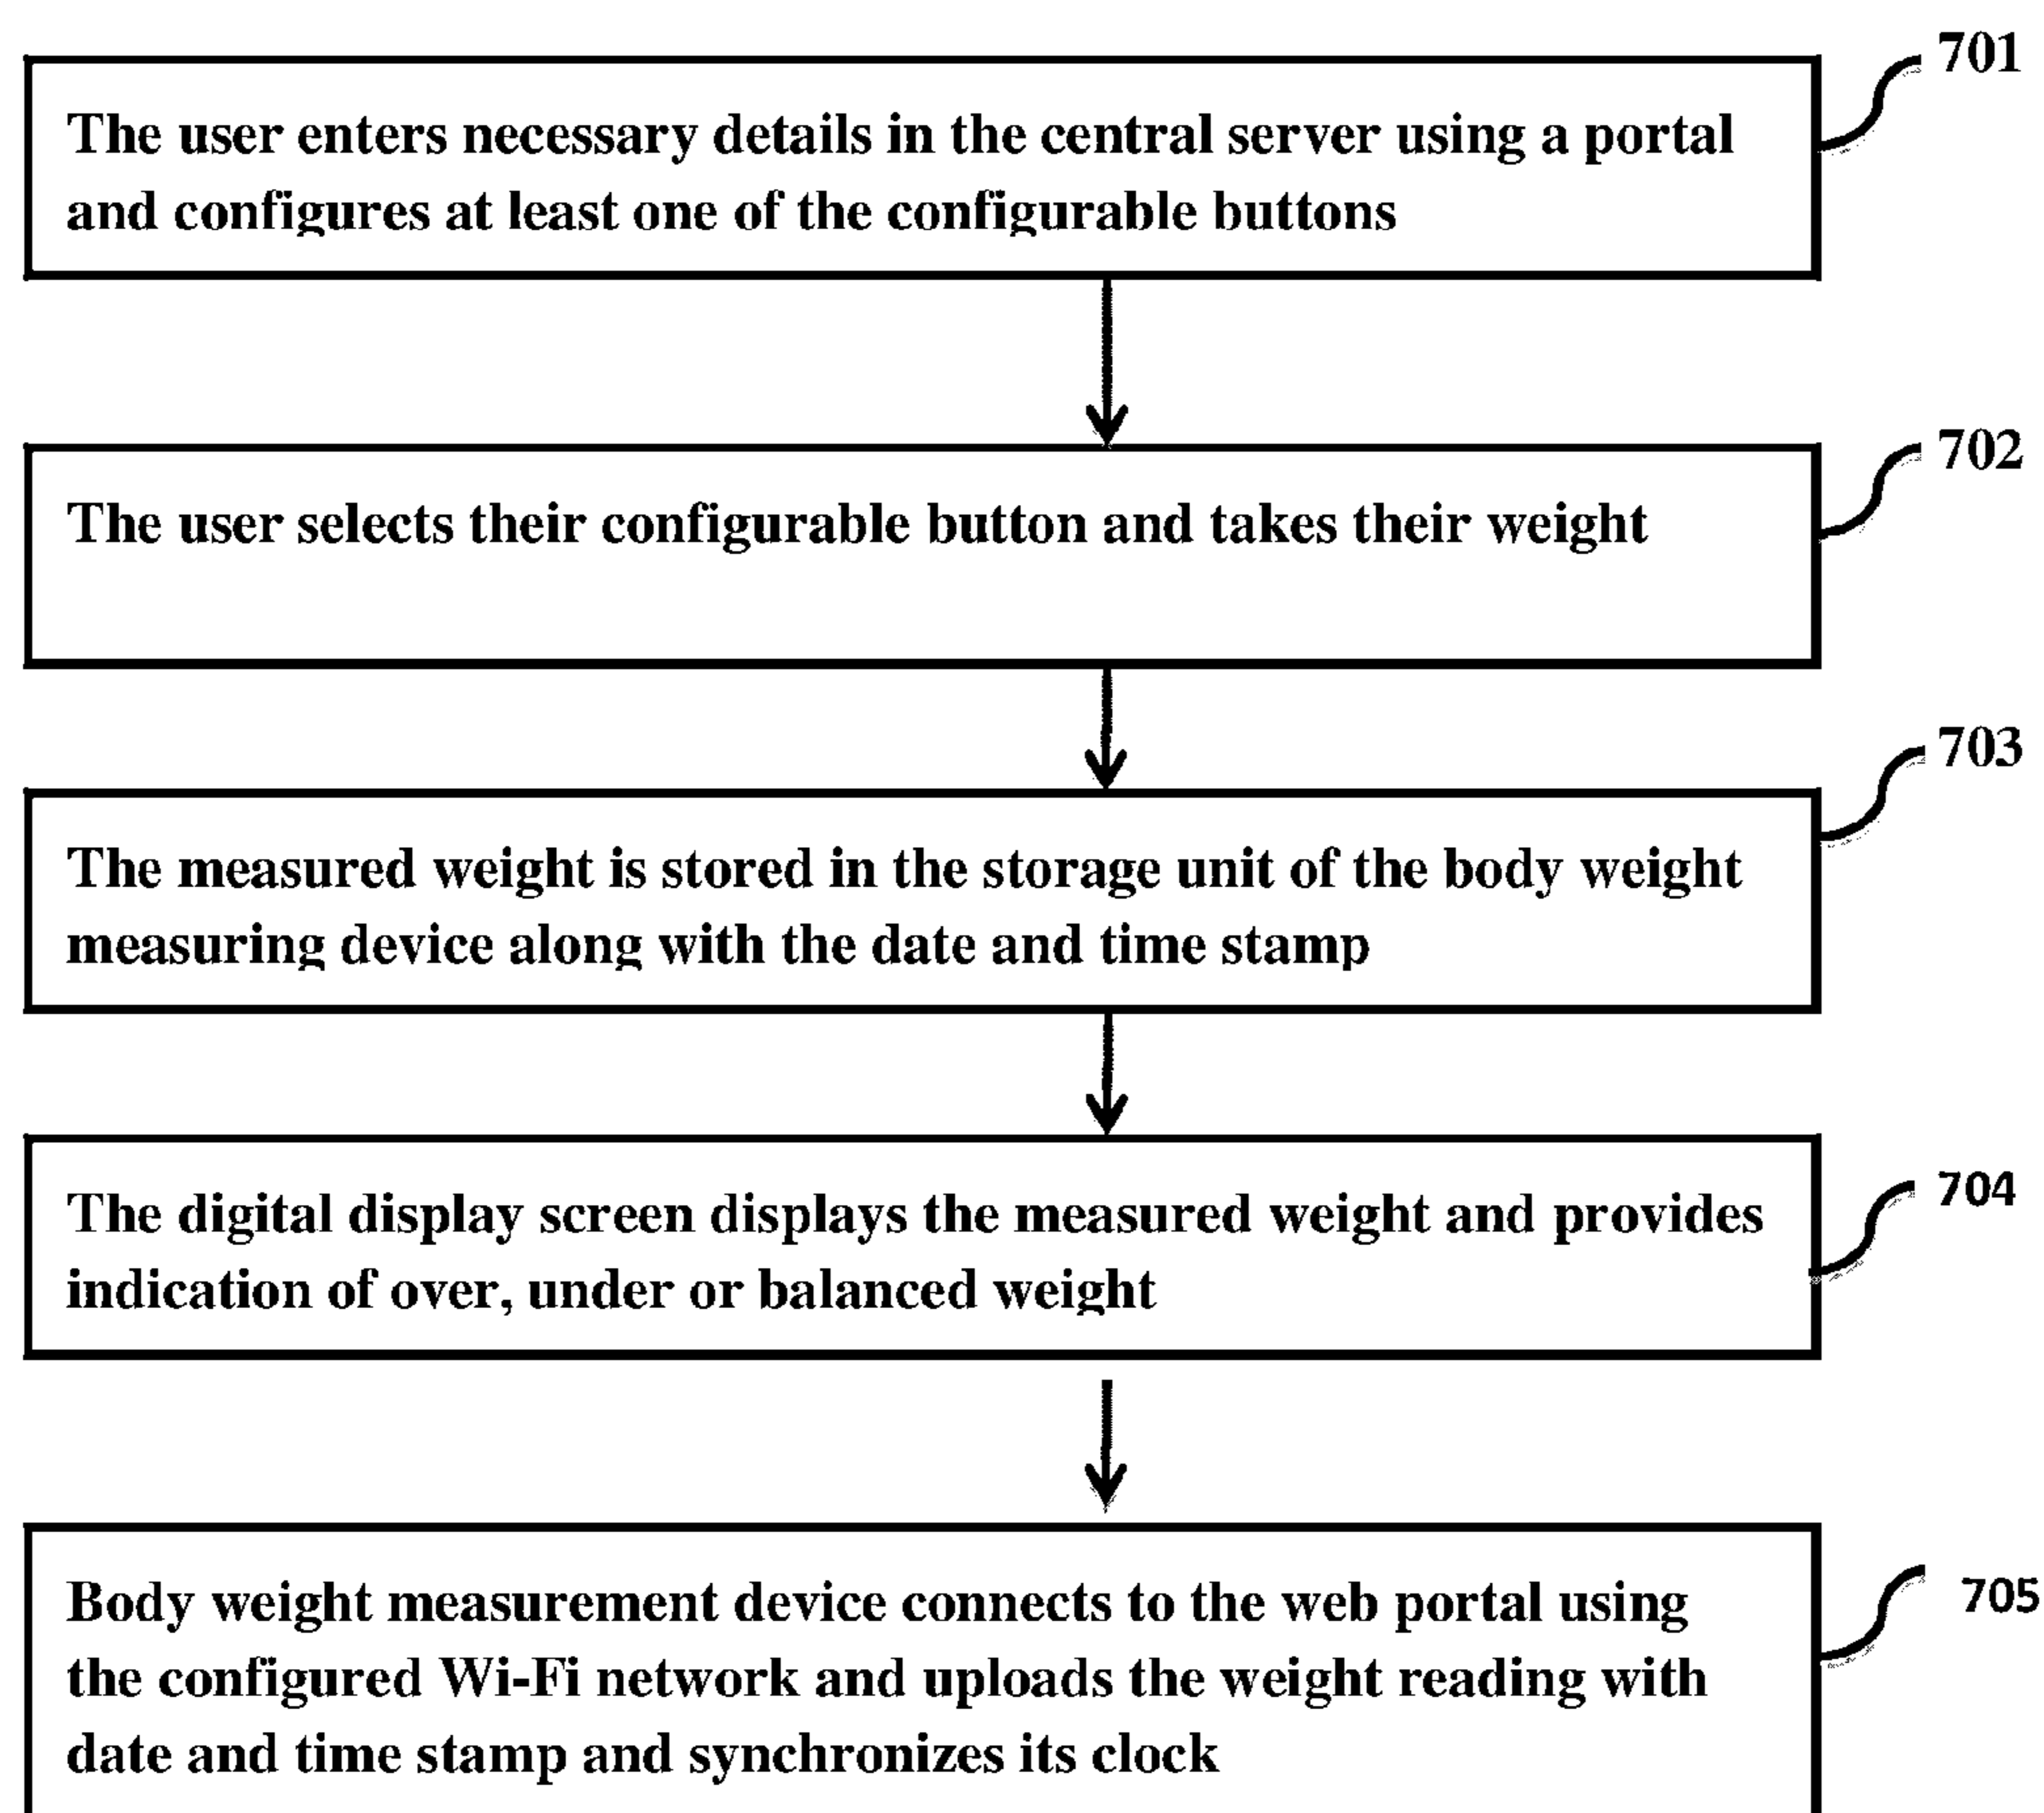 701
The user enters necessary details in the central server using a portal
and configures at least one of the configurable buttons
702
The user selects their configurable button and takes their weight
703
The measured weight is stored in the storage unit of the body weight
measuring device along with the date and time stamp
704
The digital display screen displays the measured weight and provides
indication of over, under or balanced weight
705
Body weight measurement device connects to the web portal using
the configured Wi-Fi network and uploads the weight reading with
date and time stamp and synchronizes its clock